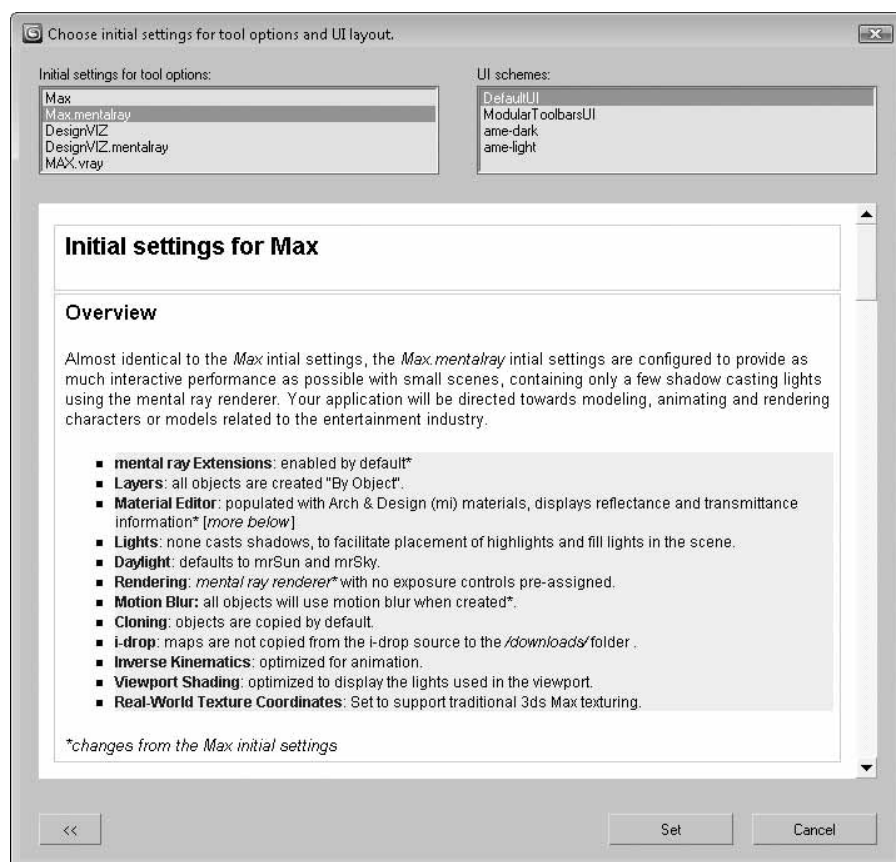 Choose initial settings for tool options and UI layout.
Initial settings for tool options:
UI schemes:
Max
Max.mentalray
DesignVIZ
DesignVIZ.mentalray
MAX.vray
DefaultUI
ModularToolbarsUI
ame-dark
ame-light
Initial settings for Max
Overview
Almost identical to the Max intial settings, the Max.mentalray intial settings are configured to provide as
much interactive performance as possible with small scenes, containing only a few shadow casting lights
using the mental ray renderer. Your application will be directed towards modeling, animating and rendering
characters or models related to the entertainment industry.
▪ mental ray Extensions: enabled by default*
▪ Layers: all objects are created "By Object".
▪ Material Editor: populated with Arch & Design (mi) materials, displays reflectance and transmittance
information* [more below]
▪ Lights: none casts shadows, to facilitate placement of highlights and fill lights in the scene.
▪ Daylight: defaults to mrSun and mrSky.
▪ Rendering: mental ray renderer* with no exposure controls pre-assigned.
▪ Motion Blur: all objects will use motion blur when created*.
▪ Cloning: objects are copied by default.
▪ i-drop: maps are not copied from the i-drop source to the /downloads/ folder .
▪ Inverse Kinematics: optimized for animation.
▪ Viewport Shading: optimized to display the lights used in the viewport.
▪ Real-World Texture Coordinates: Set to support traditional 3ds Max texturing.
*changes from the Max initial settings
<<
Set
Cancel